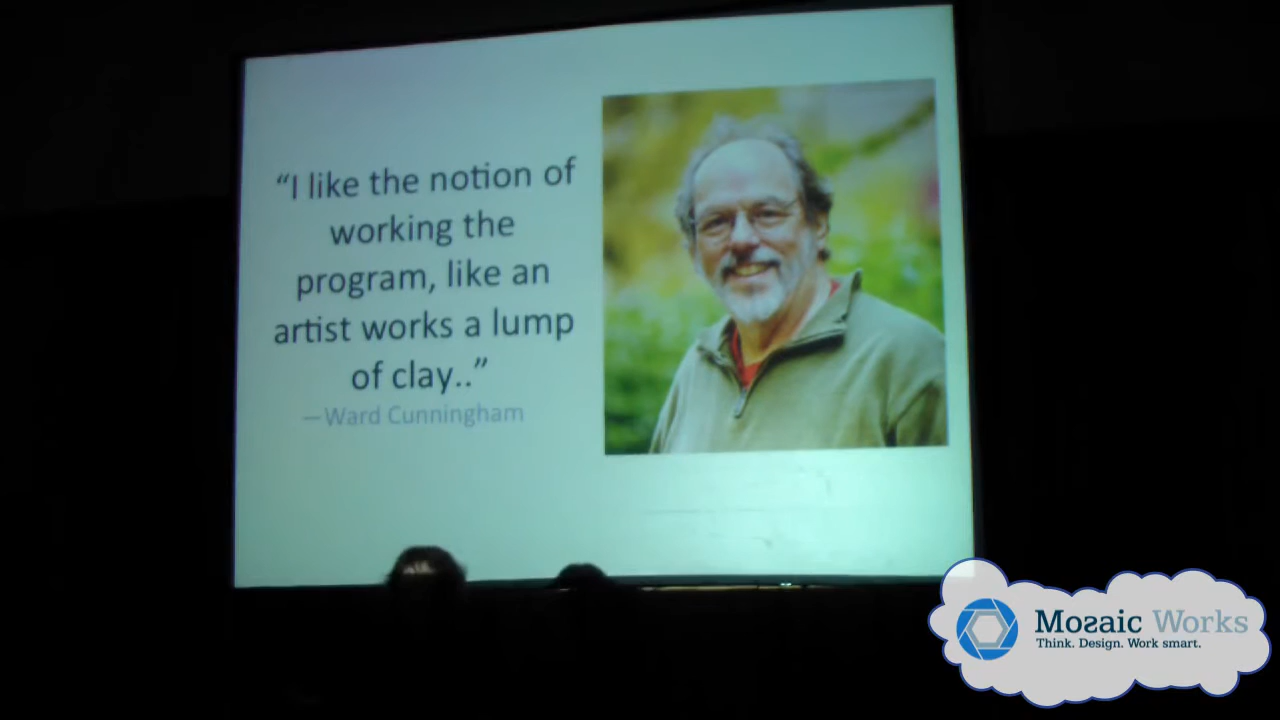 “I like the notion of
working the
program, like an
artist works a lump
of clay..”
—Ward Cunningham
Mozaic Works
Think. Design. Work smart.